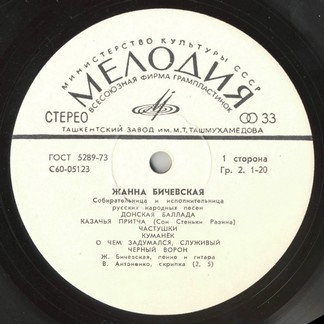 МИНИСТЕРСТВО КУЛЬТУРЫ СССР
МЕЛОДИЯ
ВСЕСОЮЗНАЯ ФИРМА ГРАМПЛАСТИНОК
СТЕРЕО
33
ТАШКЕНТСКИЙ ЗАВОД ИМ. М.Т. ТАШМУХАМЕДОВА
ГОСТ 5289-73
С60-05123
1 сторона
Гр. 2. 1-20
ЖАННА БИЧЕВСКАЯ
Собирательница и исполнительница
русских народных песен
ДОНСКАЯ БАЛЛАДА
КАЗАЧЬЯ ПРИТЧА (Сон Стеньки Разина)
ЧАСТУШКИ
КУМАНЁК
О ЧЕМ ЗАДУМАЛСЯ, СЛУЖИВЫЙ
ЧЕРНЫЙ ВОРОН
Ж. Бичевская, пение и гитара
В. Антоненко, скрипка (2, 5)